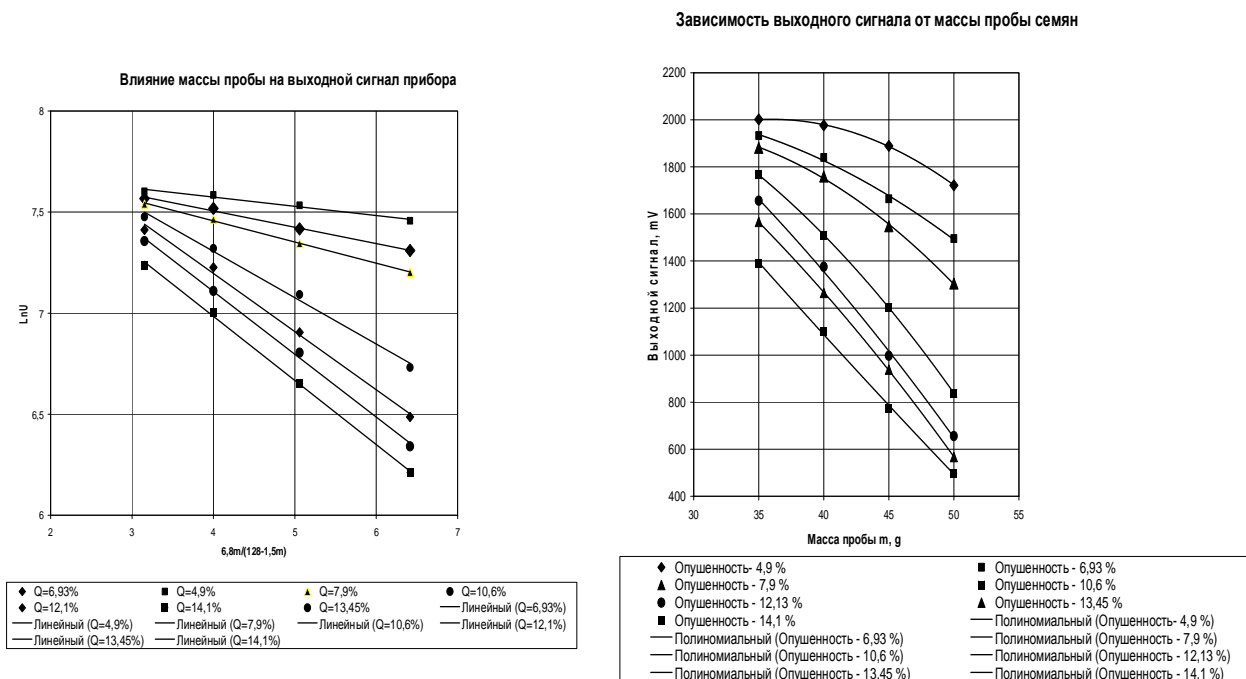 Влияние массы пробы на выходной сигнал прибора
8
7,5
7
6,5
6
LnU
2 3 4 5 6 7
6,8m/(128-1,5m)
Q=6,93% Q=4,9% Q=7,9% Q=10,6%
Q=12,1% Q=14,1% Q=13,45% Линейный (Q=6,93%)
Линейный (Q=4,9%) Линейный (Q=7,9%) Линейный (Q=10,6%) Линейный (Q=12,1%)
Линейный (Q=13,45%) Линейный (Q=14,1%)
Зависимость выходного сигнала от массы пробы семян
2200
2000
1800
1600
1400
1200
1000
800
600
400
Выходной сигнал, mV
30 35 40 45 50 55
Масса пробы m, g
Опушенность- 4,9 % Опушенность - 6,93 %
Опушенность - 7,9 % Опушенность - 10,6 %
Опушенность - 12,13 % Опушенность - 13,45 %
Опушенность - 14,1 % Полиномиальный (Опушенность- 4,9 %)
Полиномиальный (Опушенность - 6,93 %) Полиномиальный (Опушенность - 7,9 %)
Полиномиальный (Опушенность - 10,6 %) Полиномиальный (Опушенность - 12,13 %)
Полиномиальный (Опушенность - 13,45 %) Полиномиальный (Опушенность - 14,1 %)